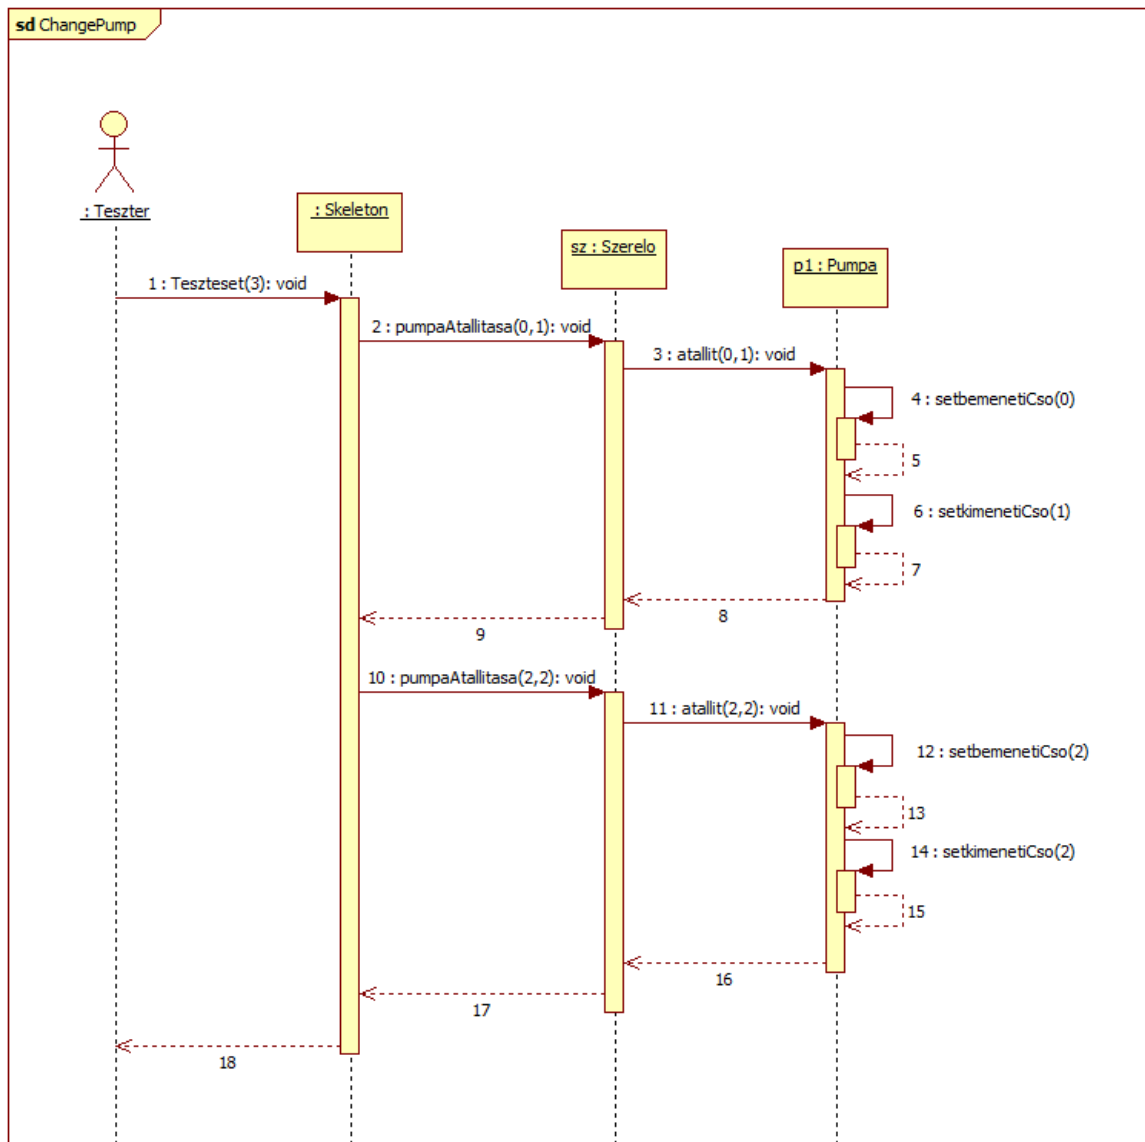 sd ChangePump
: Teszter
: Skeleton
sz : Szerelo
p1 : Pumpa
1 : Teszteset(3): void
2 : pumpaAtallitasa(0,1): void
3 : atallit(0,1): void
4 : setbemenetiCso(0)
5
6 : setkimenetiCso(1)
7
8
9
10 : pumpaAtallitasa(2,2): void
11 : atallit(2,2): void
12 : setbemenetiCso(2)
13
14 : setkimenetiCso(2)
15
16
17
18